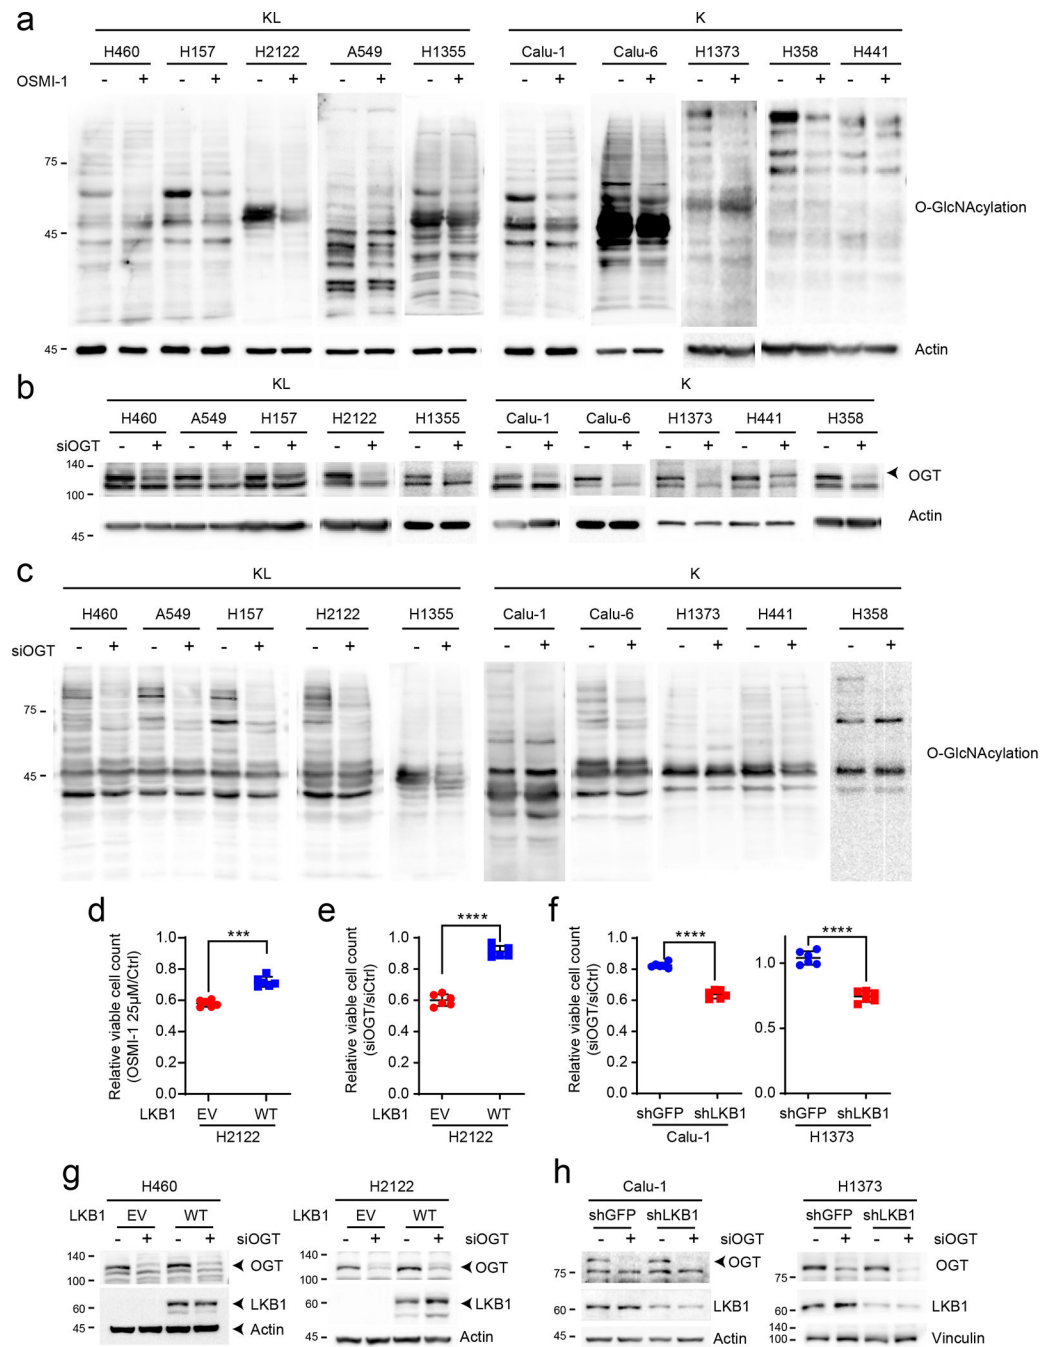 a
KL
K
H460 H157 H2122 A549 H1355 Calu-1 Calu-6 H1373 H358 H441
OSMI-1 - + - + - + - + - + - + - + - + - + - +
75
45
O-GlcNAcylation
45
Actin
b
KL
K
H460 A549 H157 H2122 H1355 Calu-1 Calu-6 H1373 H441 H358
siOGT - + - + - + - + - + - + - + - + - + - +
140
100
OGT
45
Actin
c
KL
K
H460 A549 H157 H2122 H1355 Calu-1 Calu-6 H1373 H441 H358
siOGT - + - + - + - + - + - + - + - + - + - +
75
45
O-GlcNAcylation
d
Relative viable cell count
(OSMI-1 25μM/Ctrl)
1.0
0.8
0.6
0.4
0.2
0.0
***
LKB1 EV WT
H2122
e
Relative viable cell count
(siOGT/siCtrl)
1.0
0.8
0.6
0.4
0.2
0.0
****
LKB1 EV WT
H2122
f
Relative viable cell count
(siOGT/siCtrl)
1.0
0.8
0.6
0.4
0.2
0.0
****
shGFP shLKB1
Calu-1
1.0
0.5
0.0
****
shGFP shLKB1
H1373
g
H460
LKB1 EV WT
- + - + siOGT
140
100
OGT
60
LKB1
45
Actin
H2122
LKB1 EV WT
- + - + siOGT
140
100
OGT
60
LKB1
45
Actin
h
Calu-1
shGFP shLKB1
- + - + siOGT
75
OGT
60
LKB1
45
Actin
H1373
shGFP shLKB1
- + - + siOGT
75
OGT
60
LKB1
140
100
Vinculin